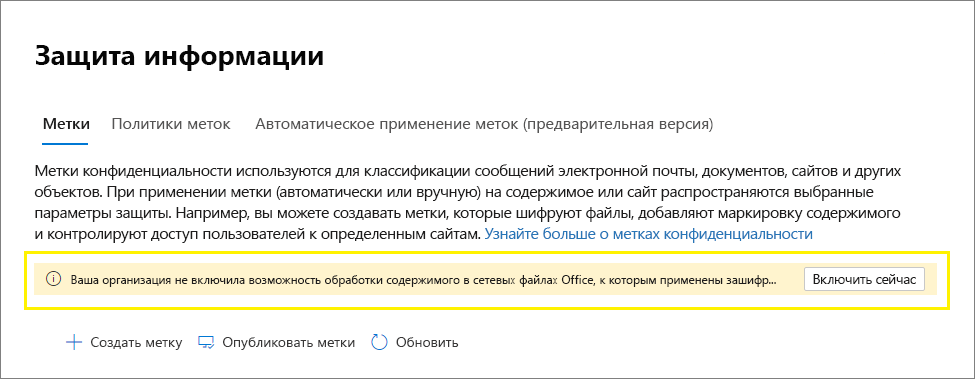 Защита информации
Метки Политики меток Автоматическое применение меток (предварительная версия)
Метки конфиденциальности используются для классификации сообщений электронной почты, документов, сайтов и других
объектов. При применении метки (автоматически или вручную) на содержимое или сайт распространяются выбранные
параметры защиты. Например, вы можете создавать метки, которые шифруют файлы, добавляют маркировку содержимого
и контролируют доступ пользователей к определенным сайтам. Узнайте больше о метках конфиденциальности
Ваша организация не включила возможность обработки содержимого в сетевых файлах Office, к которым применены зашифр... Включить сейчас
Создать метку Опубликовать метки Обновить